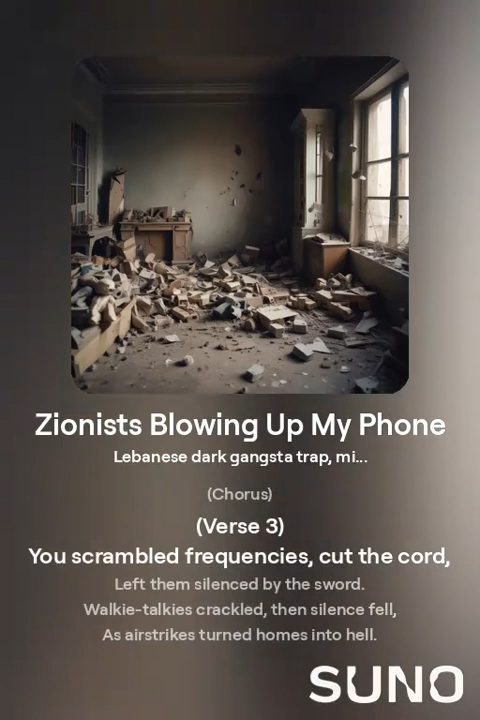 Zionists Blowing Up My Phone
Lebanese dark gangsta trap, mi...
(Chorus)
(Verse 3)
You scrambled frequencies, cut the cord,
Left them silenced by the sword.
Walkie-talkies crackled, then silence fell,
As airstrikes turned homes into hell.
SUNO